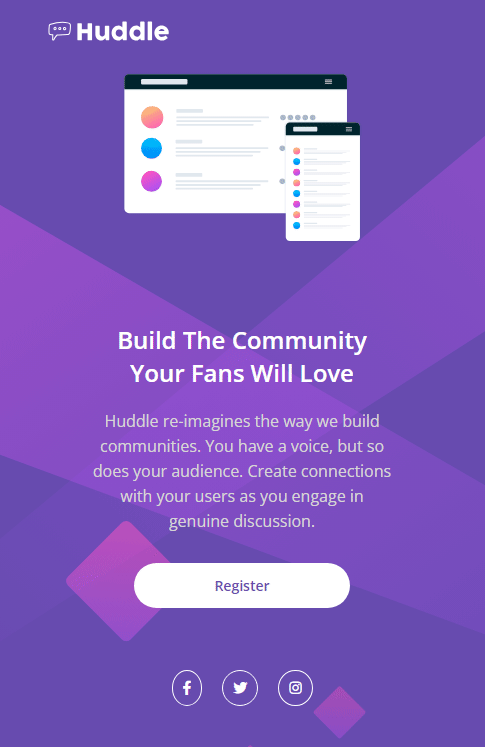 Huddle
Build The Community
Your Fans Will Love
Huddle re-imagines the way we build
communities. You have a voice, but so
does your audience. Create connections
with your users as you engage in
genuine discussion.
Register